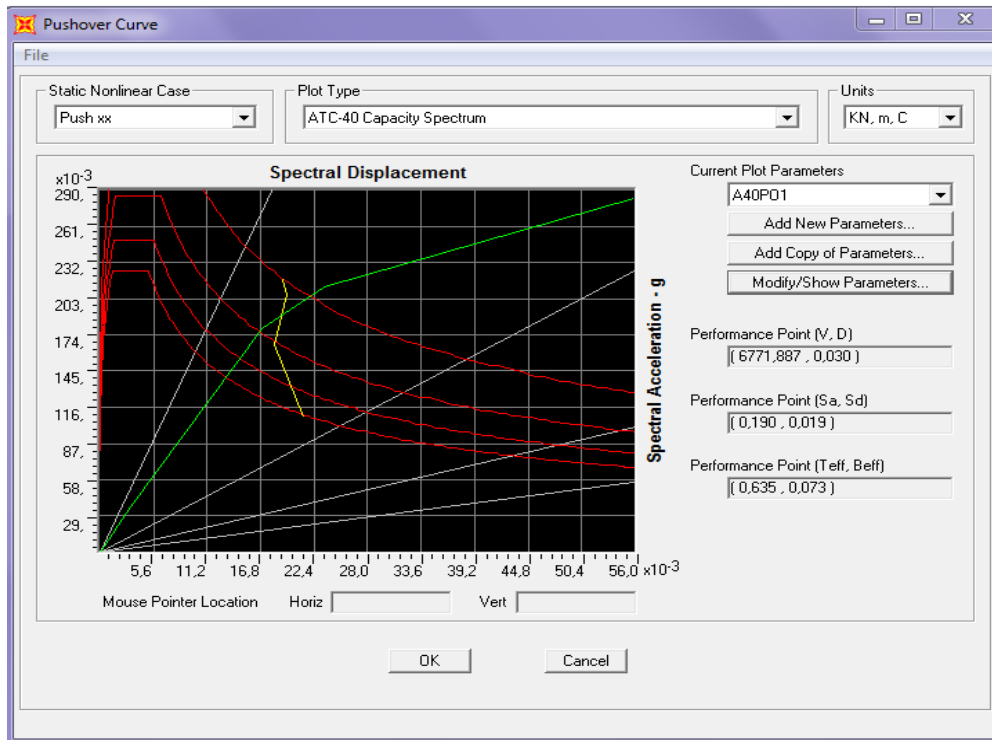 Pushover Curve
File
Static Nonlinear Case
Push xx
Plot Type
ATC-40 Capacity Spectrum
Units
KN, m, C
Spectral Displacement
x10-3
290,
261,
232,
203,
174,
145,
116,
87,
58,
29,
5,6 11,2 16,8 22,4 28,0 33,6 39,2 44,8 50,4 56,0 x10-3
Spectral Acceleration - g
Mouse Pointer Location Horiz Vert
Current Plot Parameters
A40PO1
Add New Parameters...
Add Copy of Parameters...
Modify/Show Parameters...
Performance Point (V, D)
( 6771,887 , 0,030 )
Performance Point (Sa, Sd)
( 0,190 , 0,019 )
Performance Point (Teff, Beff)
( 0,635 , 0,073 )
OK Cancel